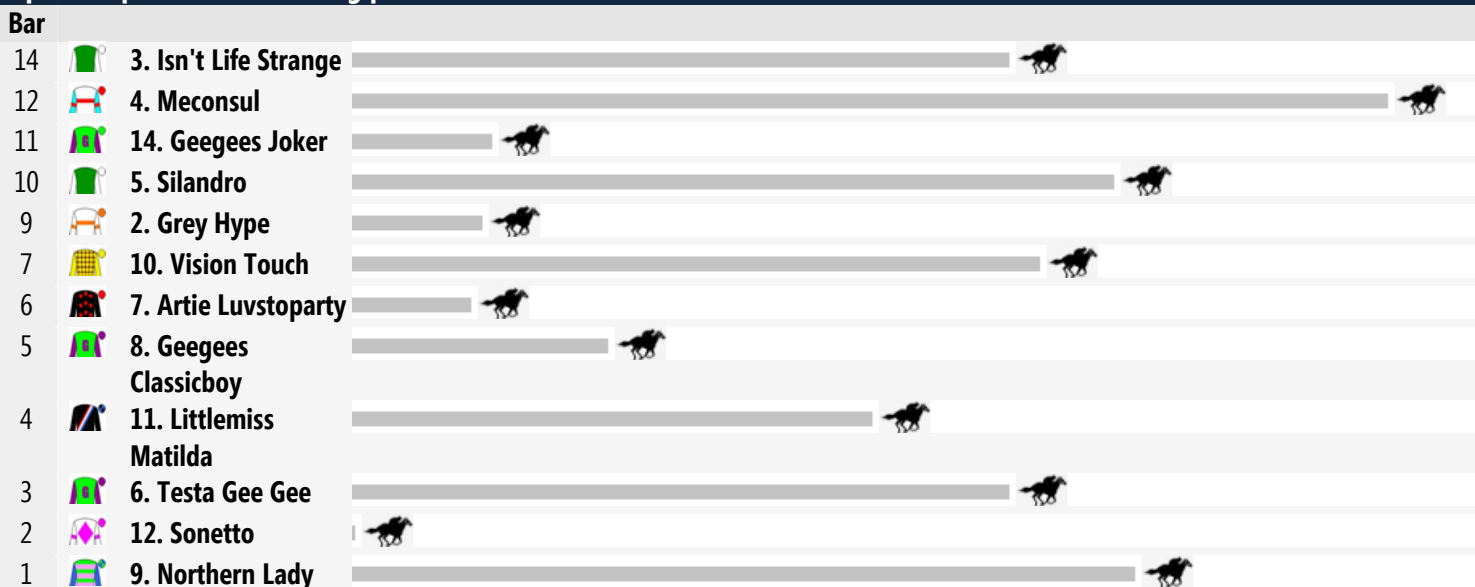 Bar
14 3. Isn't Life Strange
12 4. Meconsul
11 G 14. Geegees Joker
10 5. Silandro
9 2. Grey Hype
7 10. Vision Touch
6 7. Artie Luvstoparty
5 G 8. Geegees
Classicboy
4 11. Littlemiss
Matilda
3 G 6. Testa Gee Gee
2 12. Sonetto
1 9. Northern Lady